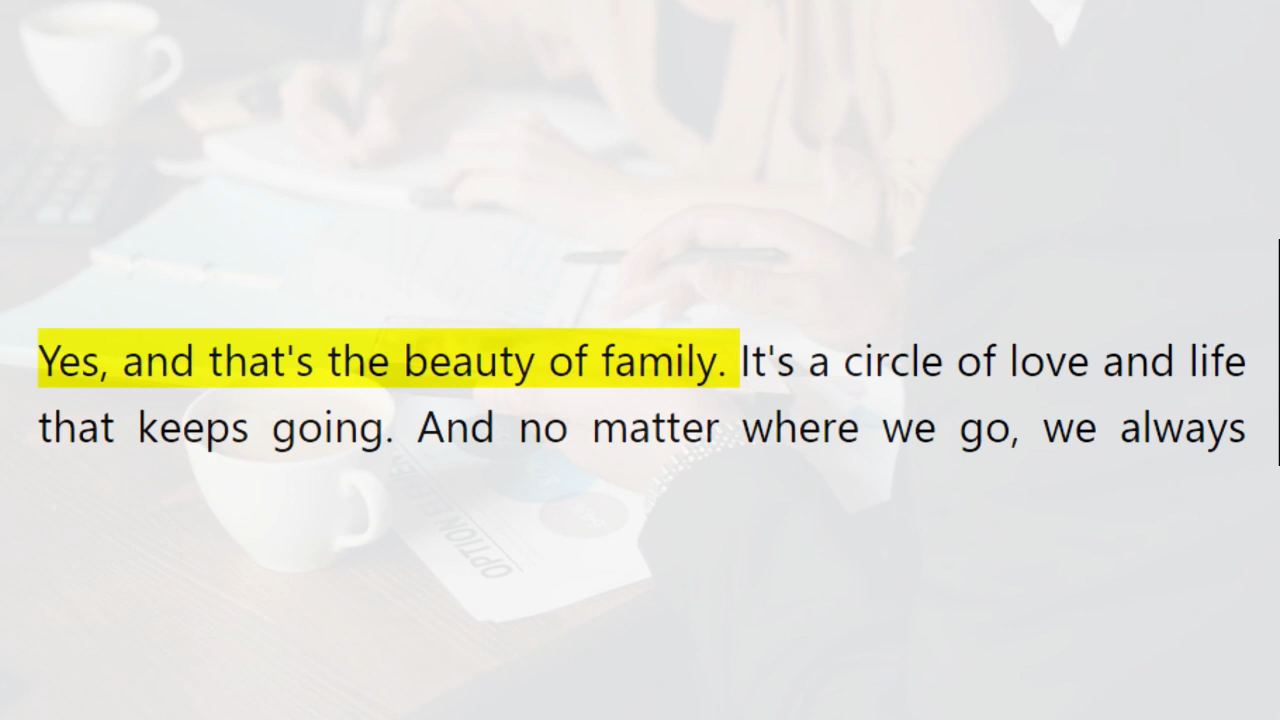 Yes, and that's the beauty of family. It's a circle of love and life
that keeps going. And no matter where we go, we always
OPTION